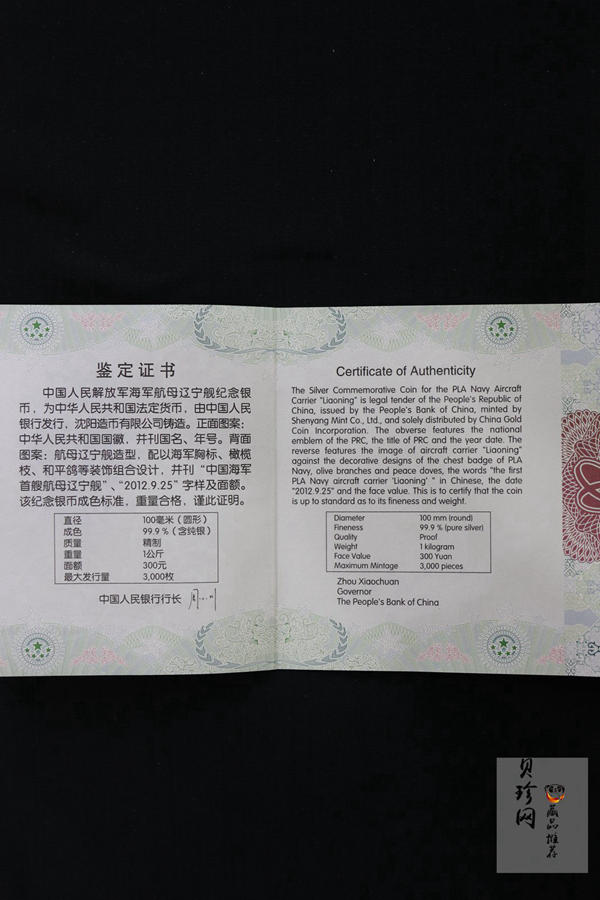 鉴定证书
中国人民解放军海军航母辽宁舰纪念银
币，为中华人民共和国法定货币，由中国人民
银行发行，沈阳造币有限公司铸造。正面图案：
中华人民共和国国徽，并刊国名、年号。背面
图案：航母辽宁舰造型，配以海军胸标、橄榄
枝、和平鸽等装饰组合设计，并刊“中国海军
首艘航母辽宁舰”、“2012.9.25”字样及面额。
该纪念银币成色标准，重量合格，谨此证明。
直径 100毫米（圆形）
成色 99.9％（含纯银）
质量 精制
重量 1公斤
面额 300元
最大发行量 3,000枚
中国人民银行行长
Certificate of Authenticity
The Silver Commemorative Coin for the PLA Navy Aircraft
Carrier "Liaoning" is legal tender of the People's Republic of
China, issued by the People's Bank of China, minted by
Shenyang Mint Co., Ltd., and solely distributed by China Gold
Coin Incorporation. The obverse features the national
emblem of the PRC, the title of PRC and the year date. The
reverse features the image of aircraft carrier "Liaoning"
against the decorative designs of the chest badge of PLA
Navy, olive branches and peace doves, the words "the first
PLA Navy aircraft carrier 'Liaoning' " in Chinese, the date
"2012.9.25" and the face value. This is to certify that the coin
is up to standard as to its fineness and weight.
Diameter 100 mm (round)
Fineness 99.9 % (pure silver)
Quality Proof
Weight 1 kilogram
Face Value 300 Yuan
Maximum Mintage 3,000 pieces
Zhou Xiaochuan
Governor
The People's Bank of China
贝珍网
藏品推荐